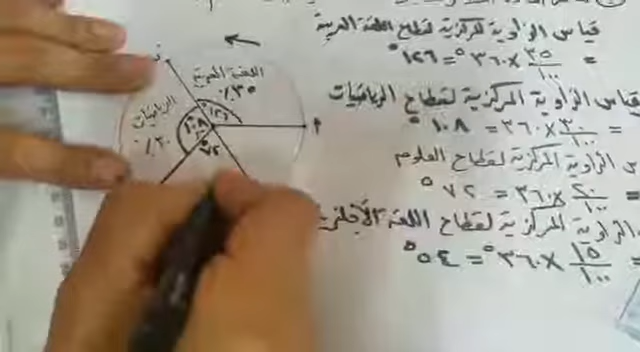 قياس الزاوية المركزية لقطاع اللغة العربية
= ٣٥/١٠٠ × ٣٦٠° = ١٢٦°
قياس الزاوية المركزية لقطاع الرياضيات
= ٣٠/١٠٠ × ٣٦٠ = ١٠٨°
الزاوية المركزية لقطاع العلوم
= ٢٠/١٠٠ × ٣٦٠ = ٧٢°
الزاوية المركزية لقطاع اللغة الأجليزية
= ١٥/١٠٠ × ٣٦٠° = ٥٤°
اللغة العربية
٪٣٥
الرياضيات
٪٣٠
١٠٨°
٧٢°
م